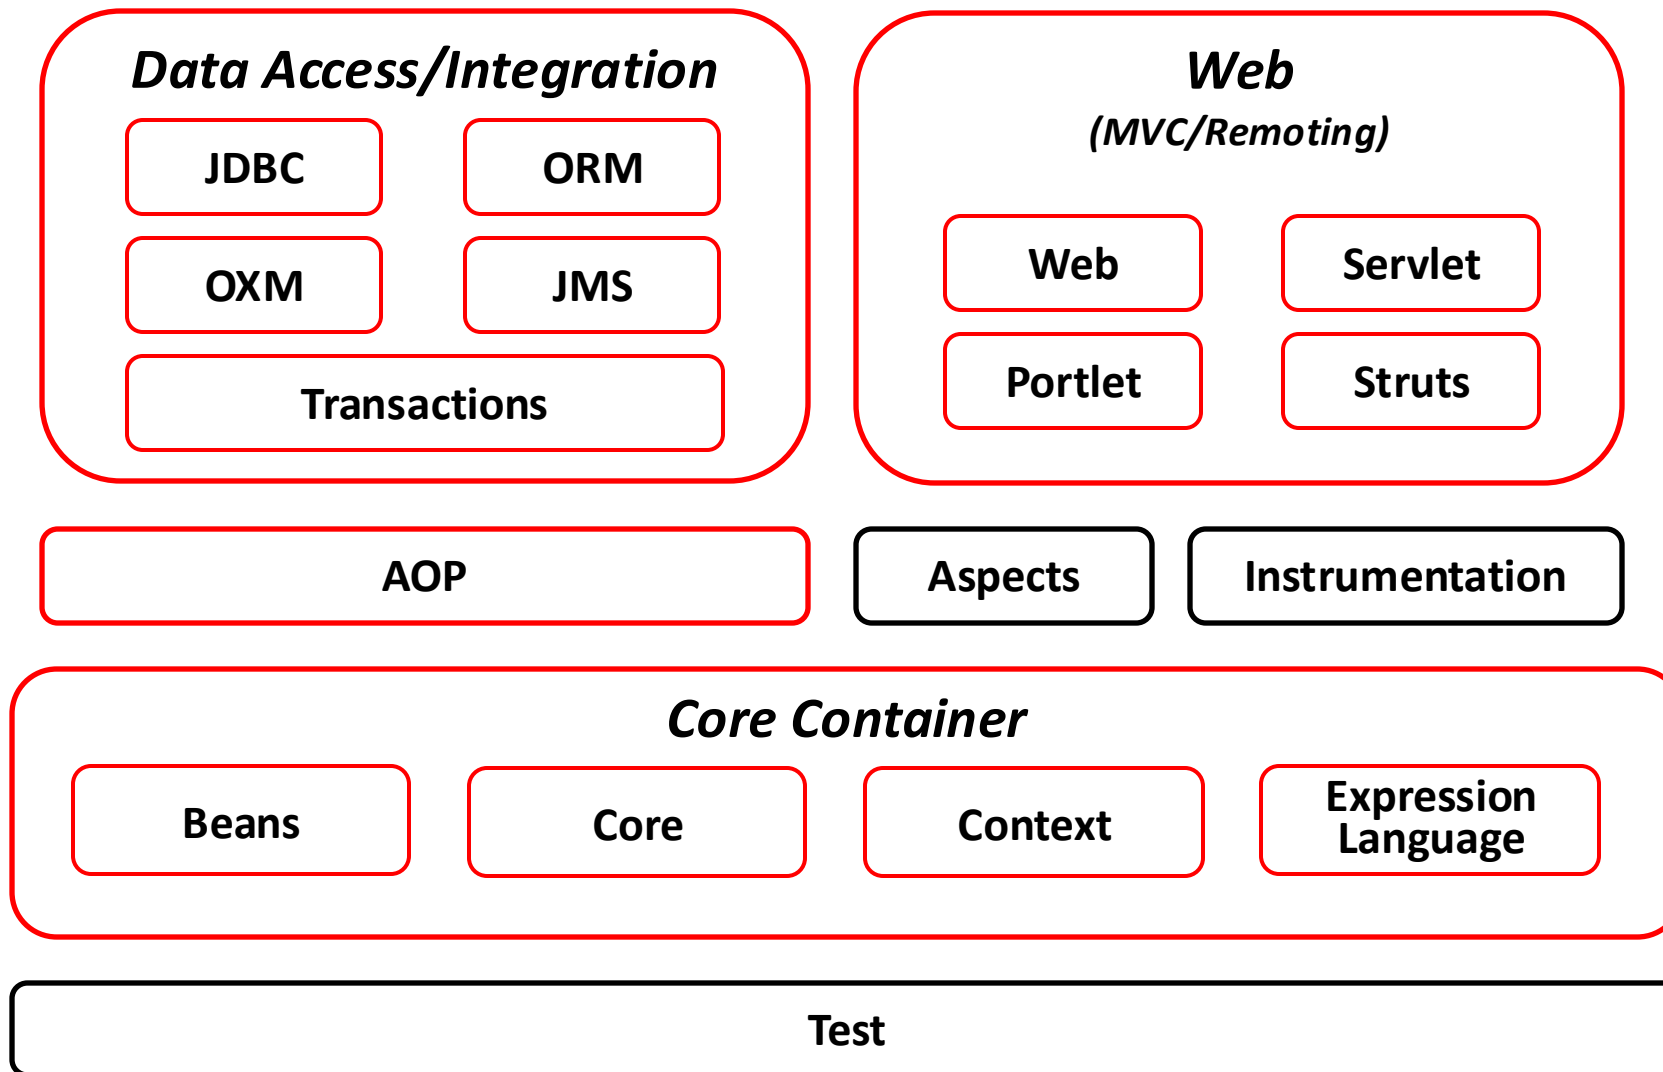 Data Access/Integration
JDBC
ORM
OXM
JMS
Transactions
Web
(MVC/Remoting)
Web
Servlet
Portlet
Struts
AOP
Aspects
Instrumentation
Core Container
Beans
Core
Context
Expression
Language
Test